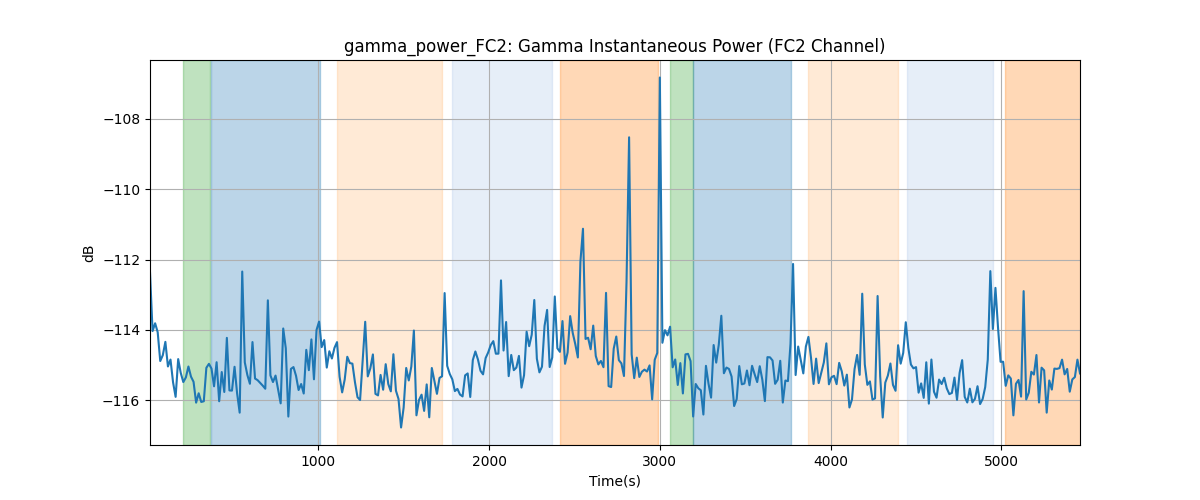 gamma_power_FC2: Gamma Instantaneous Power (FC2 Channel)
dB
−108
−110
−112
−114
−116
1000 2000 3000 4000 5000
Time(s)